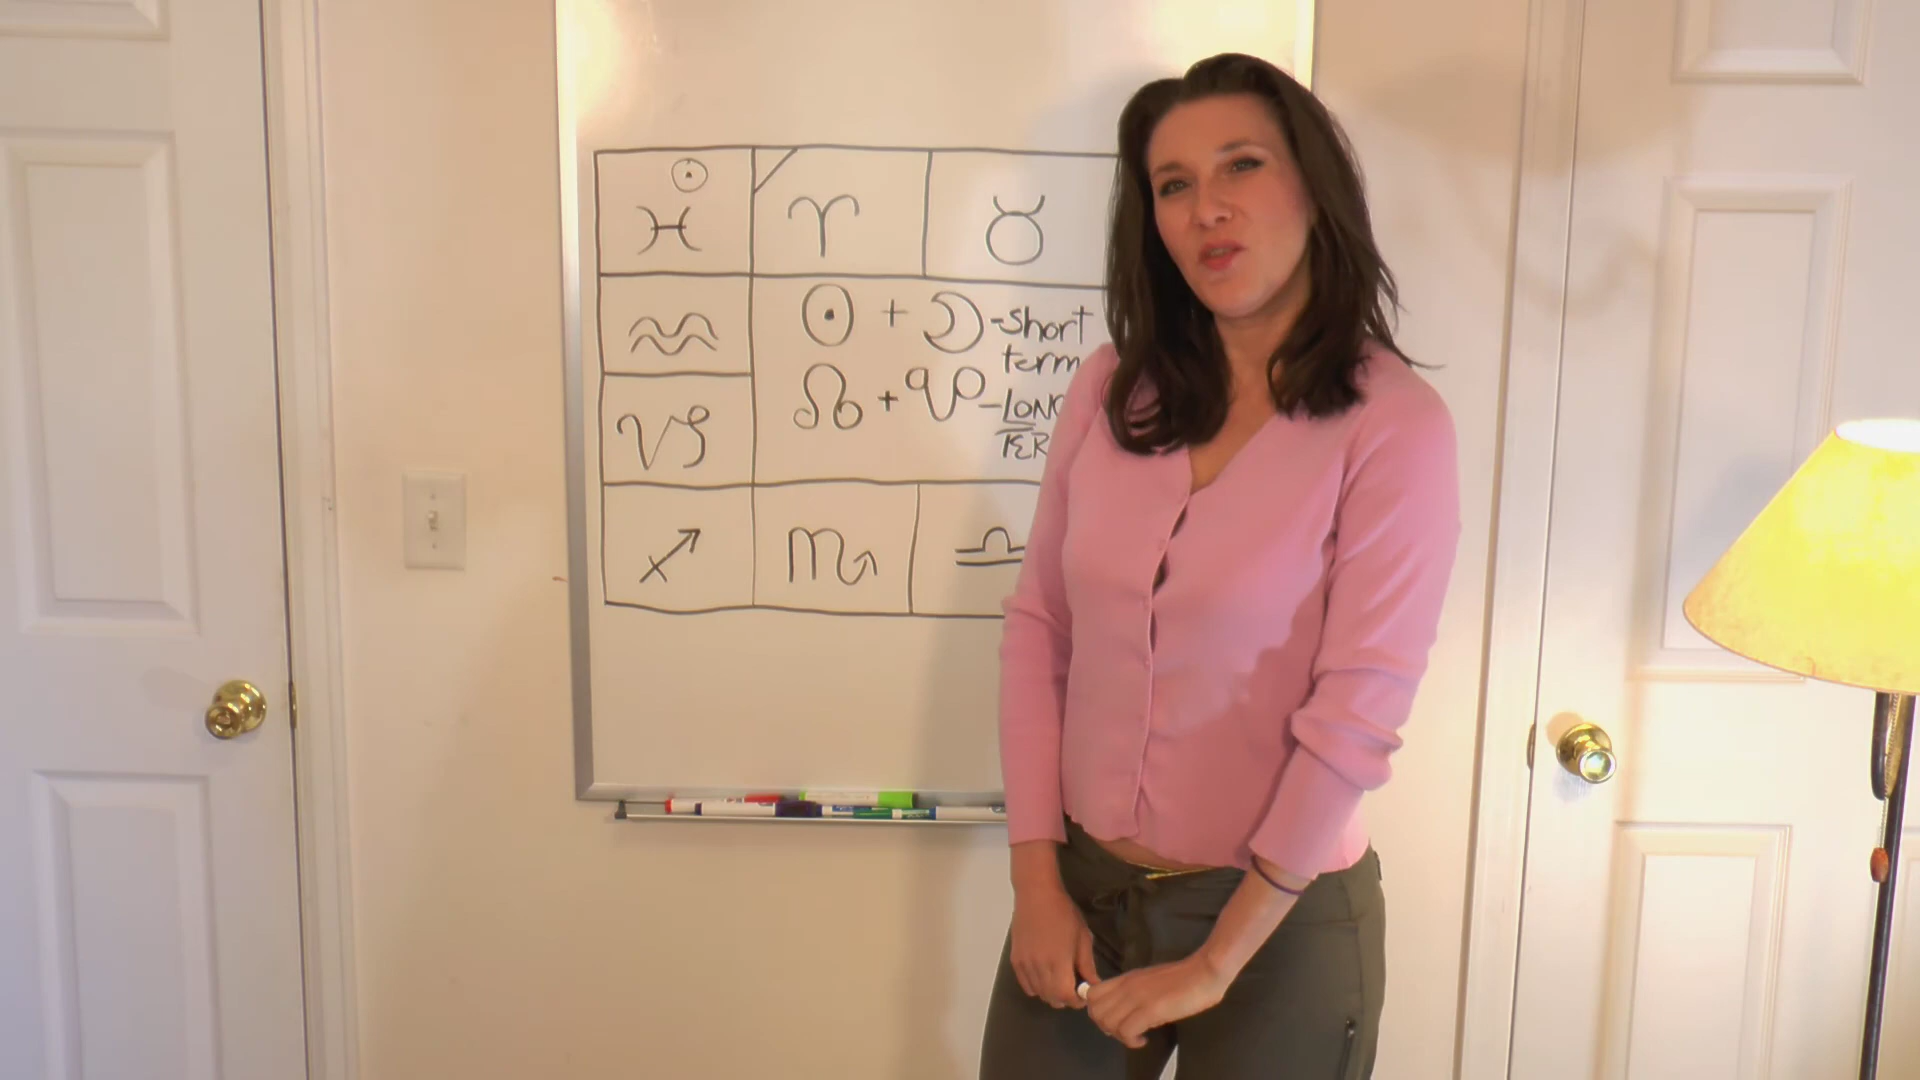 ♓ ♈ ♉
♒ ☉ + ☽ -short
term
♑ ☊ + ☋ -LONG
TER
♐ ♏ ♎